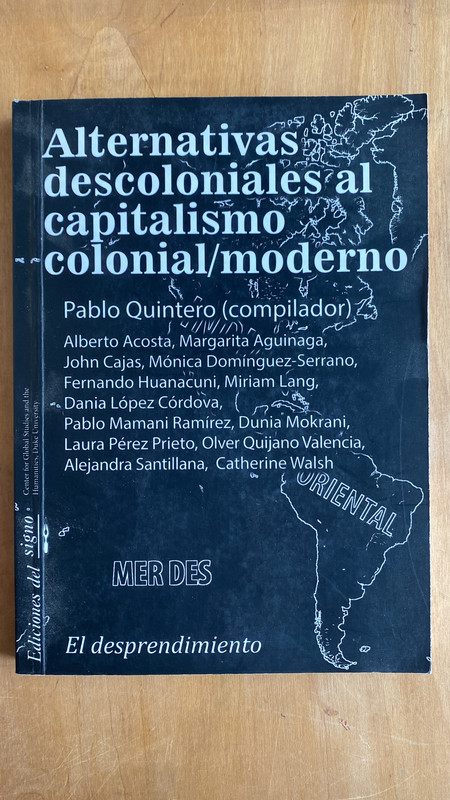 Alternativas
descoloniales al
capitalismo
colonial/moderno
Pablo Quintero (compilador)
Alberto Acosta, Margarita Aguinaga,
John Cajas, Mónica Domínguez-Serrano,
Fernando Huanacuni, Miriam Lang,
Dania López Córdova,
Pablo Mamani Ramírez, Dunia Mokrani,
Laura Pérez Prieto, Olver Quijano Valencia,
Alejandra Santillana, Catherine Walsh
ORIENTAL
MER DES
El desprendimiento
Ediciones del signo
Center for Global Studies and the
Humanities, Duke University